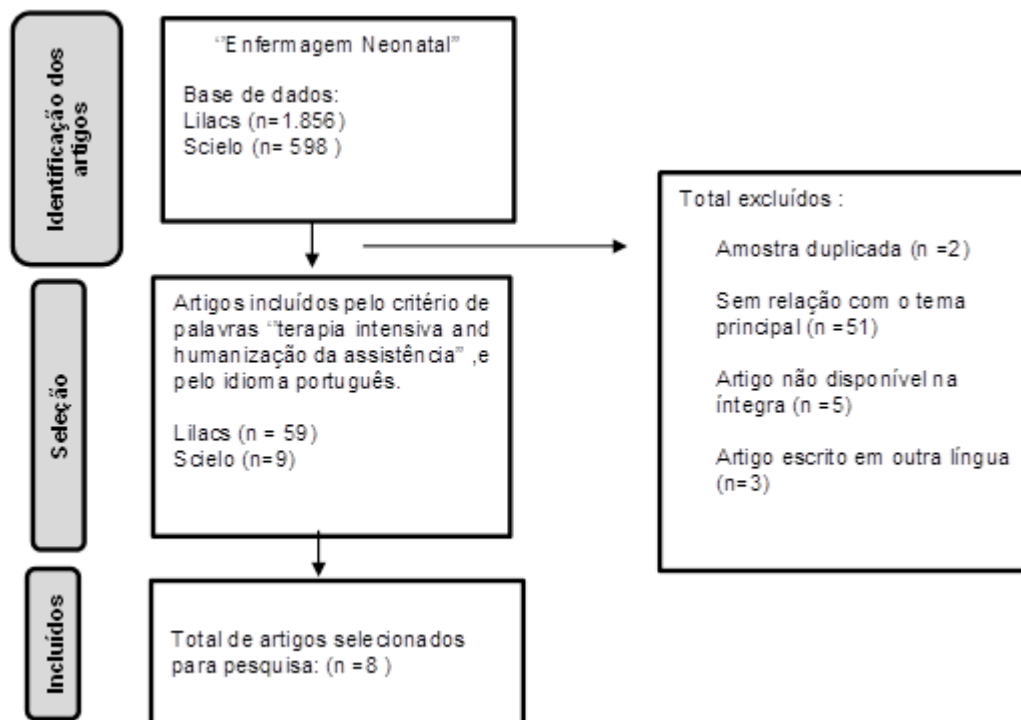 Identificação dos
artigos
"Enfermagem Neonatal"
Base de dados:
Lilacs (n=1.856)
Scielo (n= 598 )
Total excluídos :
Amostra duplicada (n =2)
Sem relação com o tema
principal (n =51)
Artigo não disponível na
íntegra (n =5)
Artigo escrito em outra língua
(n=3)
Seleção
Artigos incluídos pelo critério de
palavras "terapia intensiva and
humanização da assistência" ,e
pelo idioma português.
Lilacs (n = 59)
Scielo (n=9)
Incluídos
Total de artigos selecionados
para pesquisa: (n =8 )